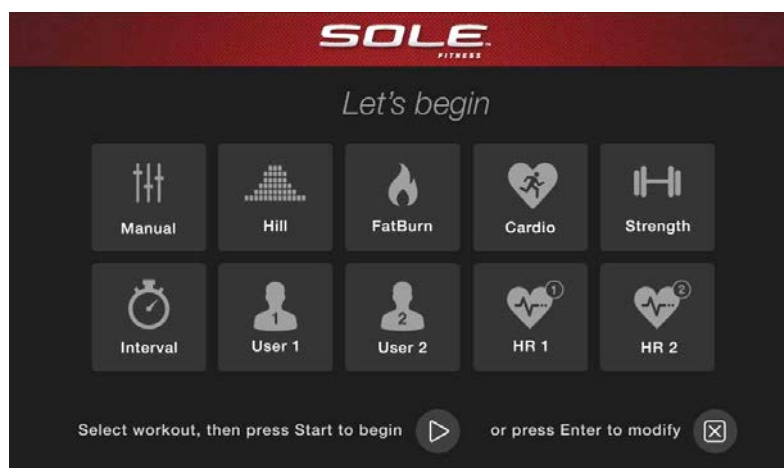 SOLE
FITNESS
Let's begin
Manual
Hill
FatBurn
Cardio
Strength
1
2
1
2
Interval
User 1
User 2
HR 1
HR 2
Select workout, then press Start to begin
or press Enter to modify